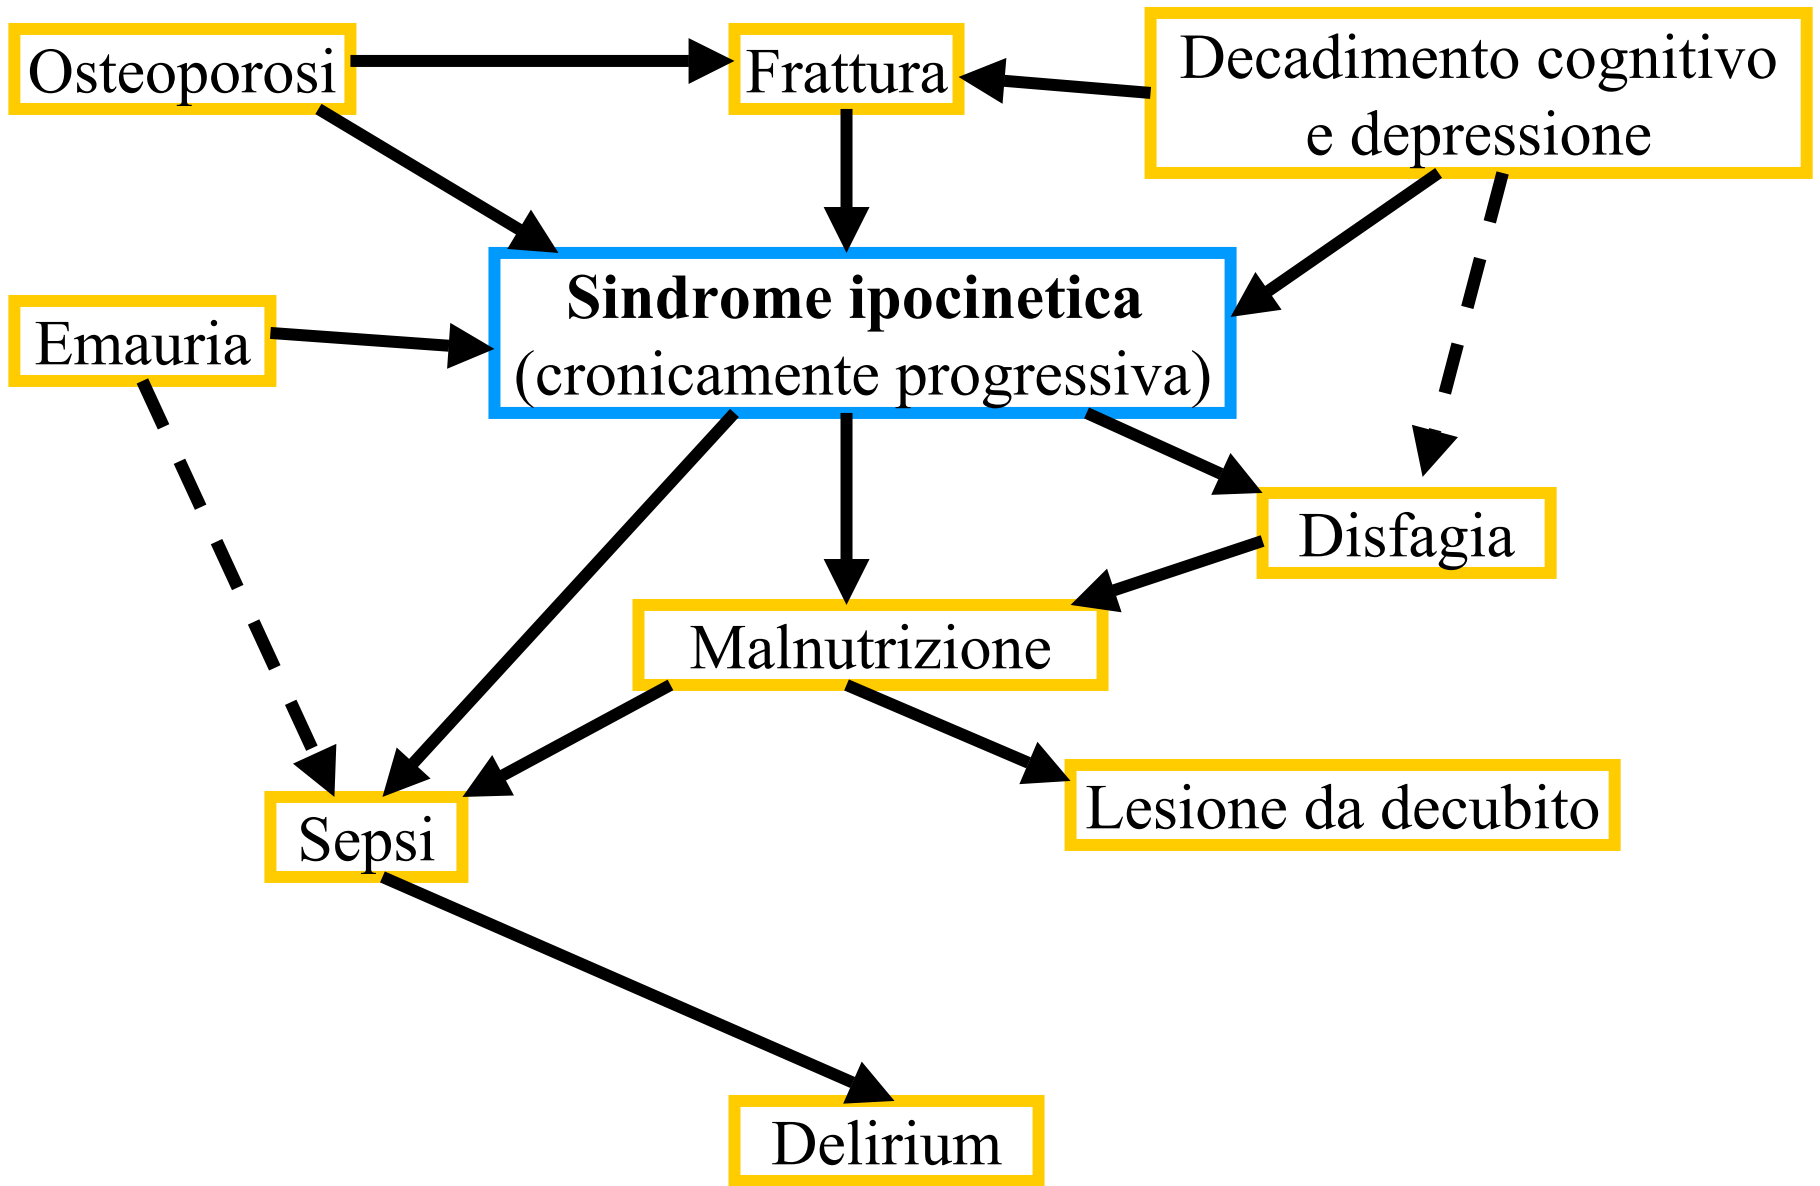 Osteoporosi
Frattura
Decadimento cognitivo
e depressione
Sindrome ipocinetica
(cronicamente progressiva)
Emauria
Disfagia
Malnutrizione
Lesione da decubito
Sepsi
Delirium